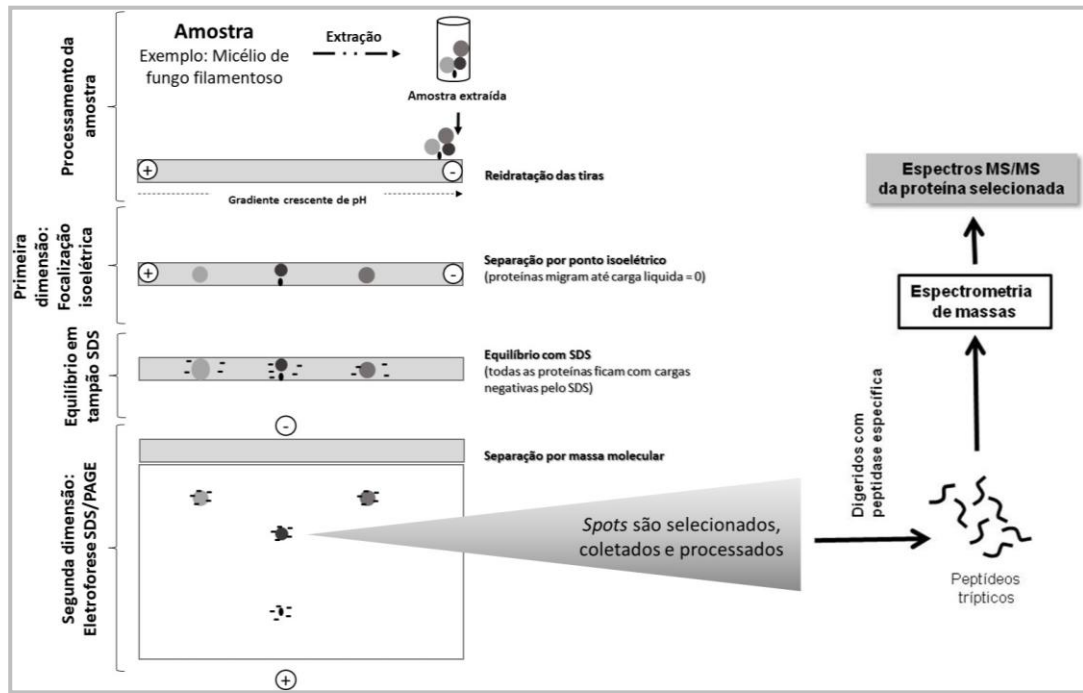 Processamento da
amostra
Amostra
Exemplo: Micélio de
fungo filamentoso
Extração
Amostra extraída
+
-
Reidratação das tiras
Gradiente crescente de pH
Primeira
dimensão:
Focalização
isoelétrica
+
-
Separação por ponto isoelétrico
(proteínas migram até carga liquida = 0)
Equilíbrio em
tampão SDS
Equilíbrio com SDS
(todas as proteínas ficam com cargas
negativas pelo SDS)
Segunda dimensão:
Eletroforese SDS/PAGE
-
Separação por massa molecular
+
Spots são selecionados,
coletados e processados
Digeridos com
peptidase específica
Peptídeos
trípticos
Espectrometria
de massas
Espectros MS/MS
da proteína selecionada